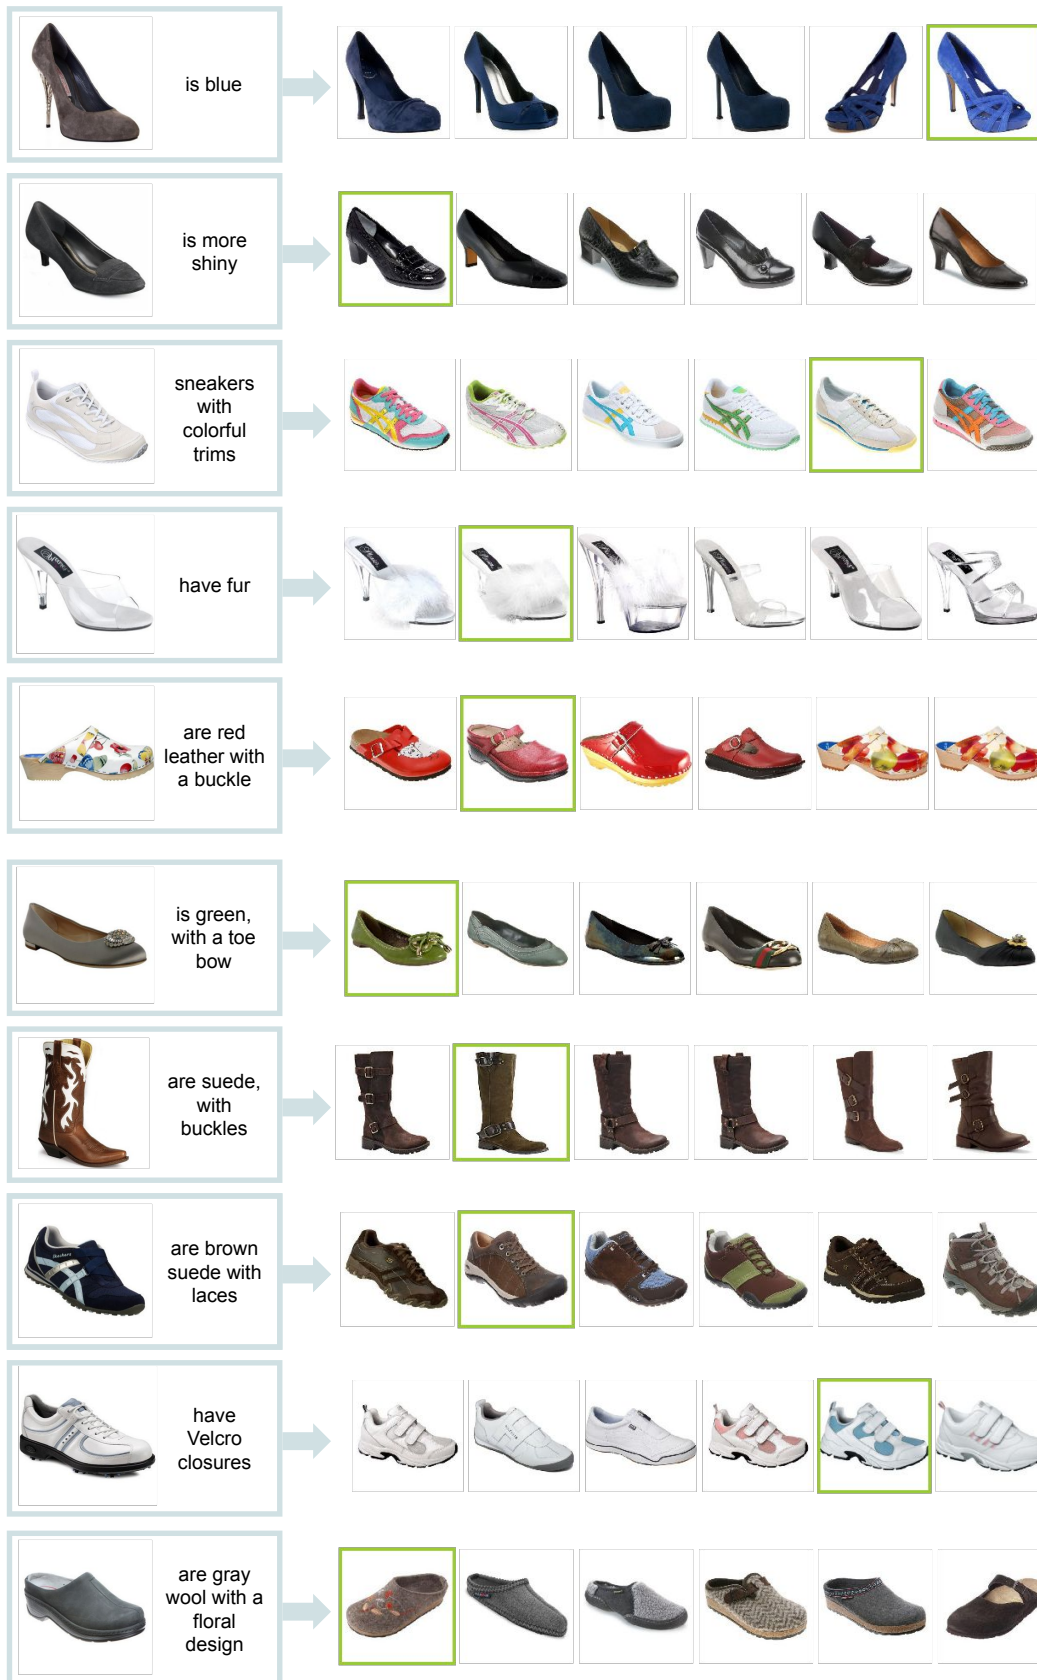 is blue
is more
shiny
sneakers
with
colorful
trims
have fur
are red
leather with
a buckle
is green,
with a toe
bow
are suede,
with
buckles
are brown
suede with
laces
have
Velcro
closures
are gray
wool with a
floral
design